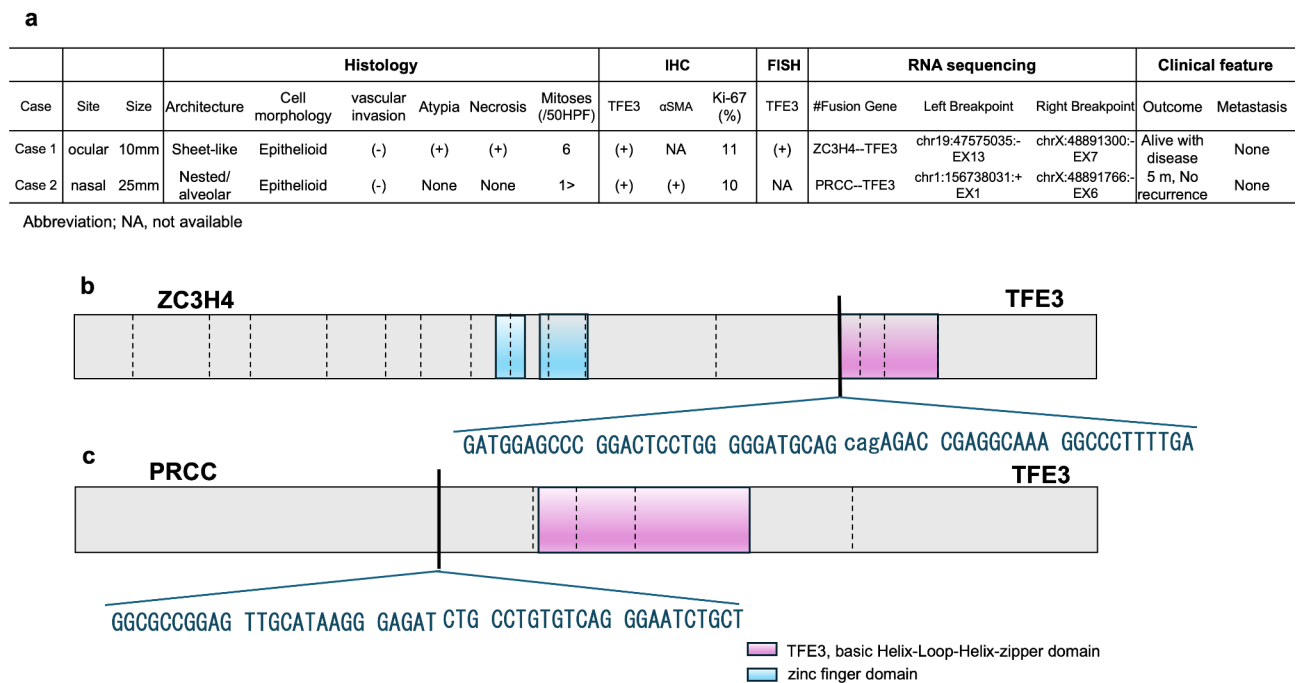 a
Histology IHC FISH RNA sequencing Clinical feature
Case Site Size Architecture Cell morphology vascular invasion Atypia Necrosis Mitoses (/50HPF) TFE3 αSMA Ki-67 (%) TFE3 #Fusion Gene Left Breakpoint Right Breakpoint Outcome Metastasis
Case 1 ocular 10mm Sheet-like Epithelioid (-) (+) (+) 6 (+) NA 11 (+) ZC3H4--TFE3 chr19:47575035:- EX13 chrX:48891300:- EX7 Alive with disease None
Case 2 nasal 25mm Nested/ alveolar Epithelioid (-) None None 1> (+) (+) 10 NA PRCC--TFE3 chr1:156738031:+ EX1 chrX:48891766:- EX6 5 m, No recurrence None
Abbreviation; NA, not available
b
ZC3H4 TFE3
GATGGAGCCC GGACTCCTGG GGGATGCAG cagAGAC CGAGGCAAA GGCCCTTTTGA
c
PRCC TFE3
GGCGCCGGAG TTGCATAAGG GAGAT CTG CCTGTGTCAG GGAATCTGCT
TFE3, basic Helix-Loop-Helix-zipper domain
zinc finger domain